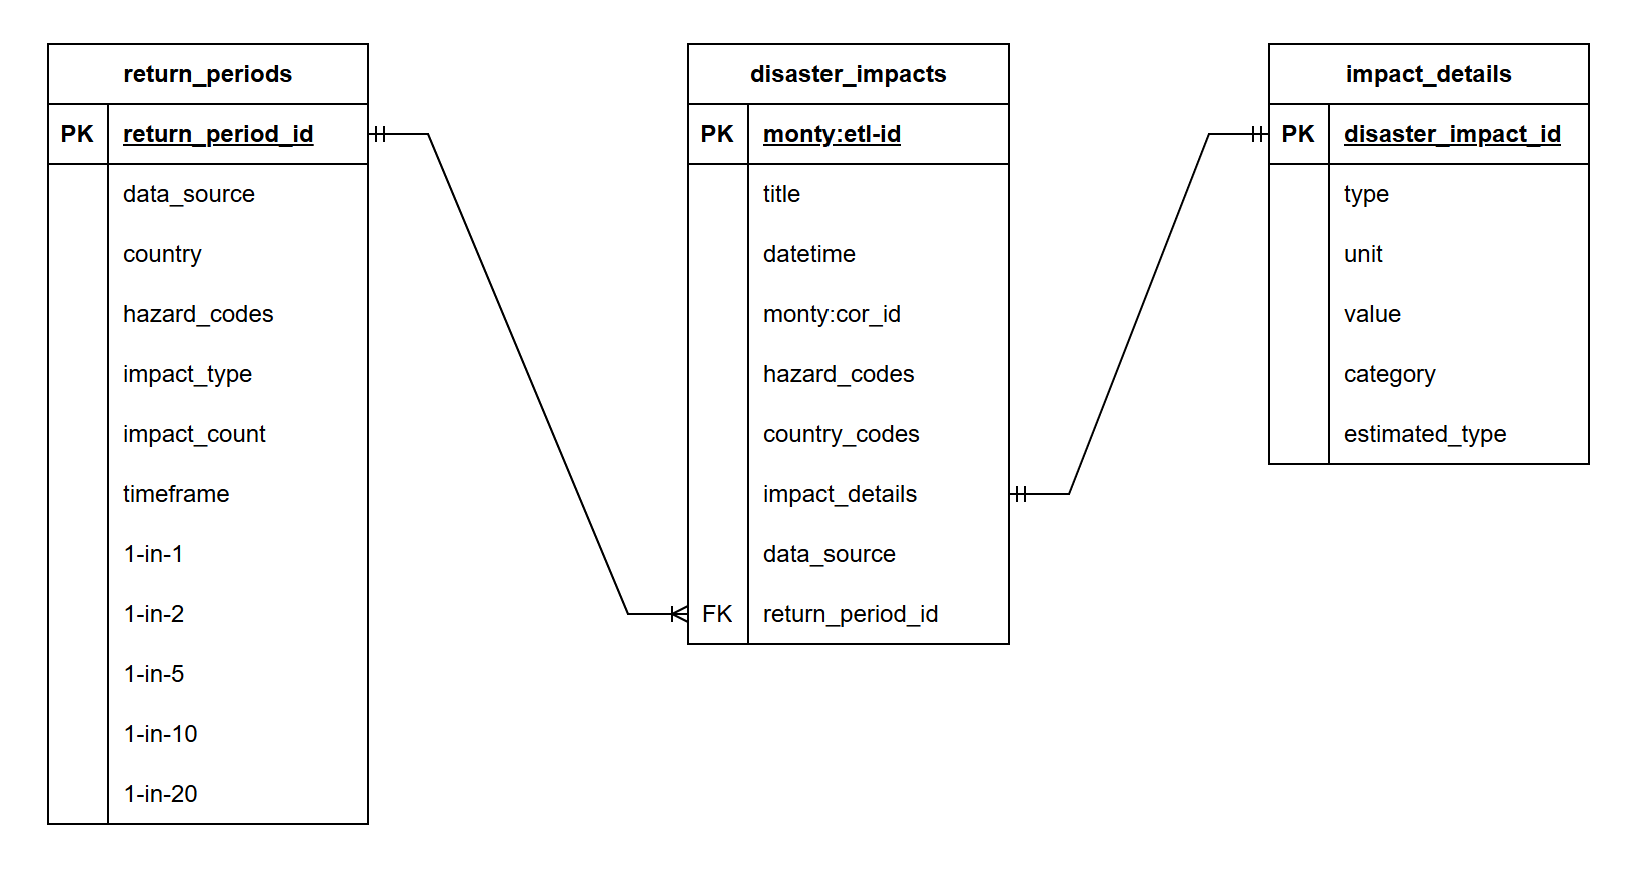 return_periods
PK return_period_id
data_source
country
hazard_codes
impact_type
impact_count
timeframe
1-in-1
1-in-2
1-in-5
1-in-10
1-in-20
disaster_impacts
PK monty:etl-id
title
datetime
monty:cor_id
hazard_codes
country_codes
impact_details
data_source
FK return_period_id
impact_details
PK disaster_impact_id
type
unit
value
category
estimated_type